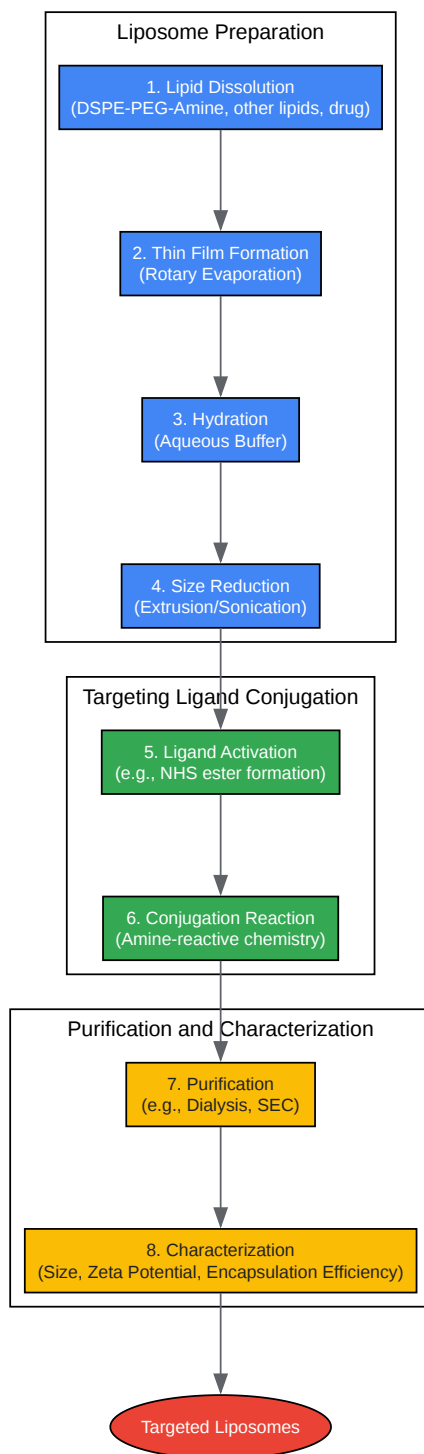 Liposome Preparation
1. Lipid Dissolution
(DSPE-PEG-Amine, other lipids, drug)
2. Thin Film Formation
(Rotary Evaporation)
3. Hydration
(Aqueous Buffer)
4. Size Reduction
(Extrusion/Sonication)
Targeting Ligand Conjugation
5. Ligand Activation
(e.g., NHS ester formation)
6. Conjugation Reaction
(Amine-reactive chemistry)
Purification and Characterization
7. Purification
(e.g., Dialysis, SEC)
8. Characterization
(Size, Zeta Potential, Encapsulation Efficiency)
Targeted Liposomes